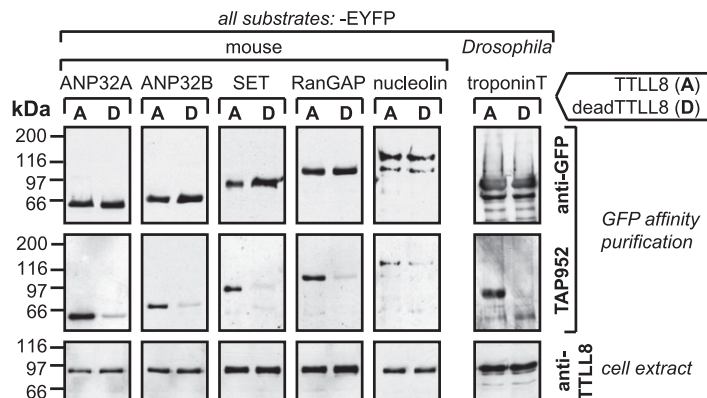 all substrates: -EYFP
mouse Drosophila
ANP32A ANP32B SET RanGAP nucleolin troponinT
TTLL8 (A)
deadTTLL8 (D)
kDa
A D A D A D A D A D A D
200
116
97
66
anti-GFP
200
116
97
66
TAP952
GFP affinity
purification
116
97
66
anti-
TTLL8
cell extract